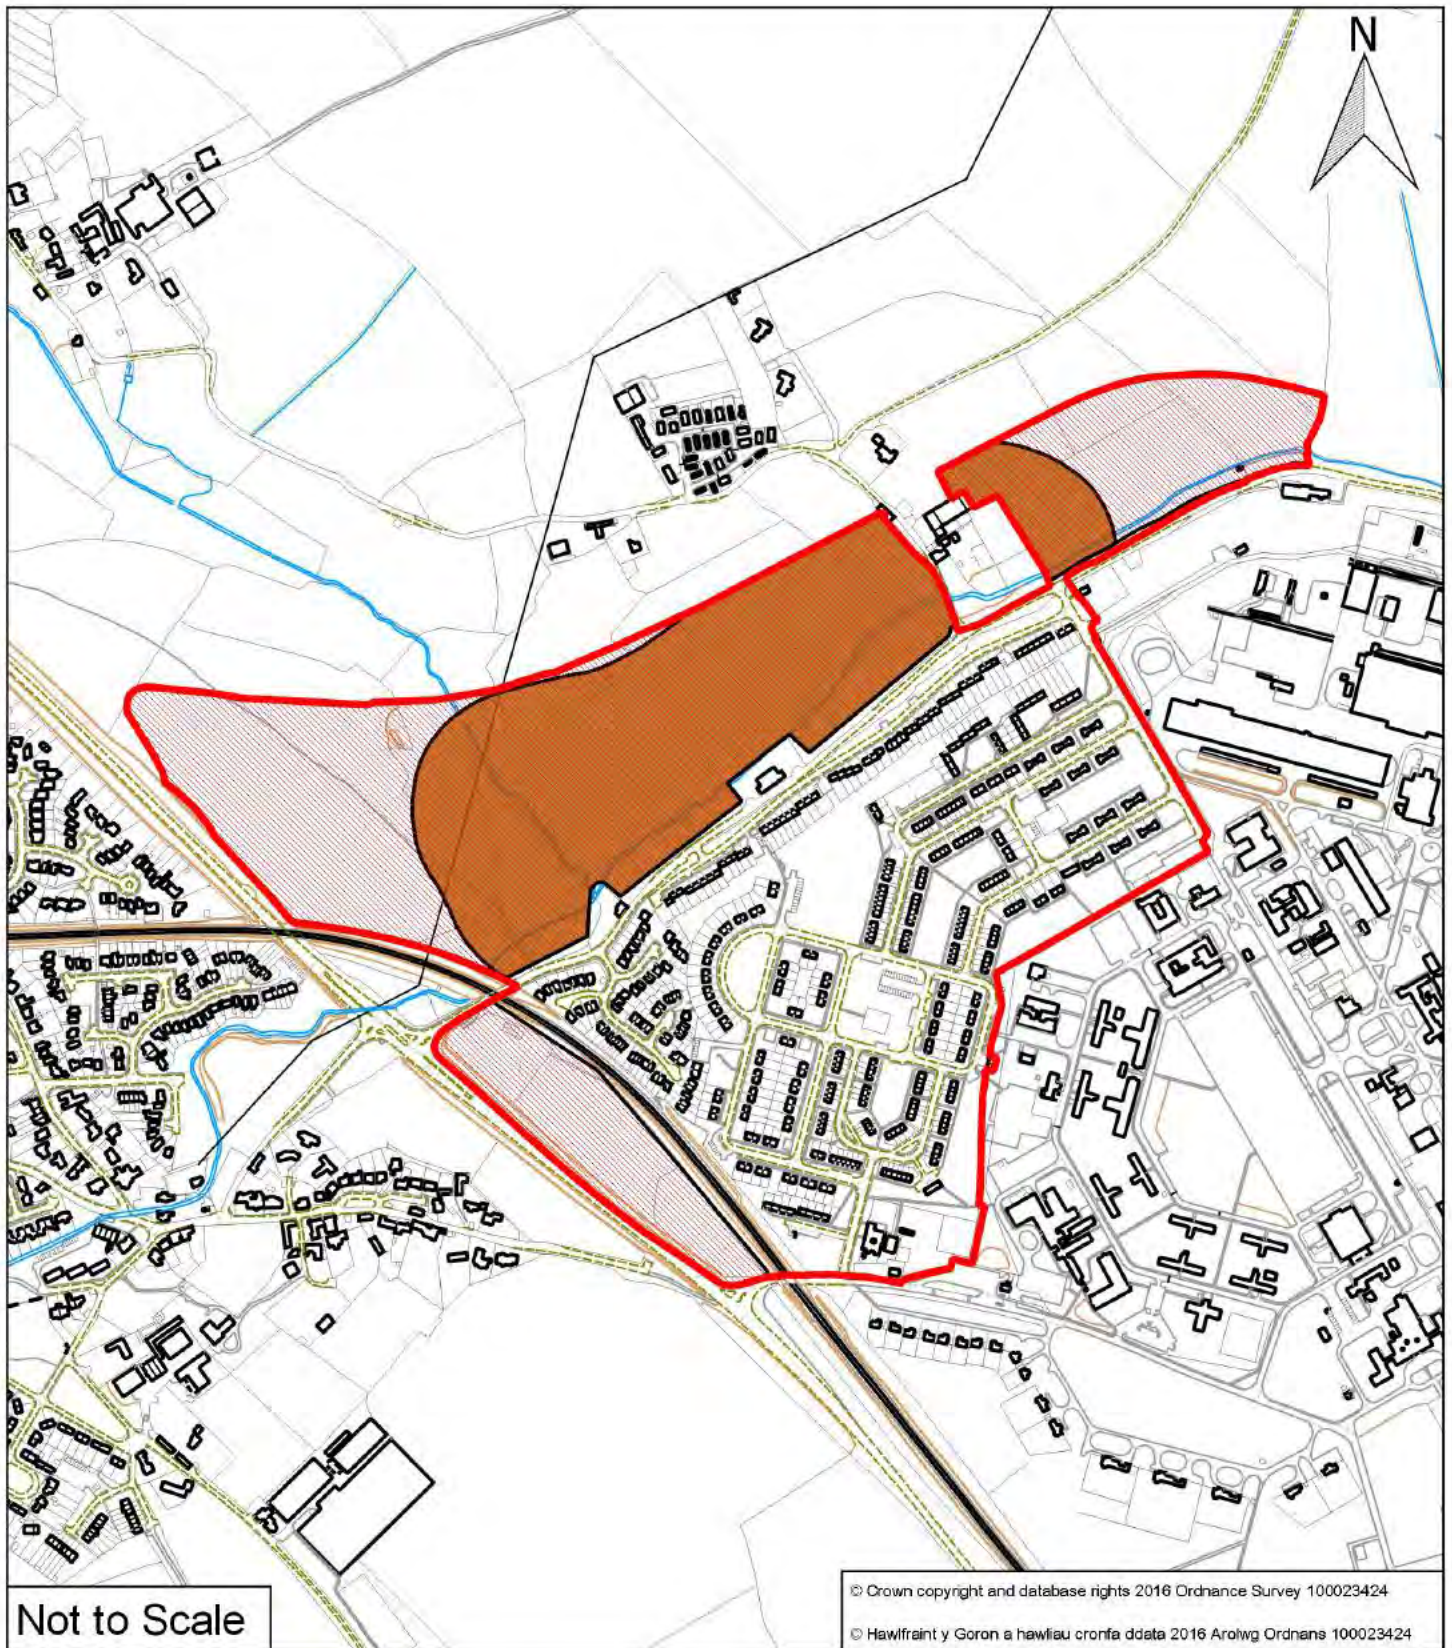 N
Not to Scale
© Crown copyright and database rights 2016 Ordnance Survey 100023424
© Hawlfraint y Goron a hawliau cronfa ddata 2016 Arolwg Ordnans 100023424